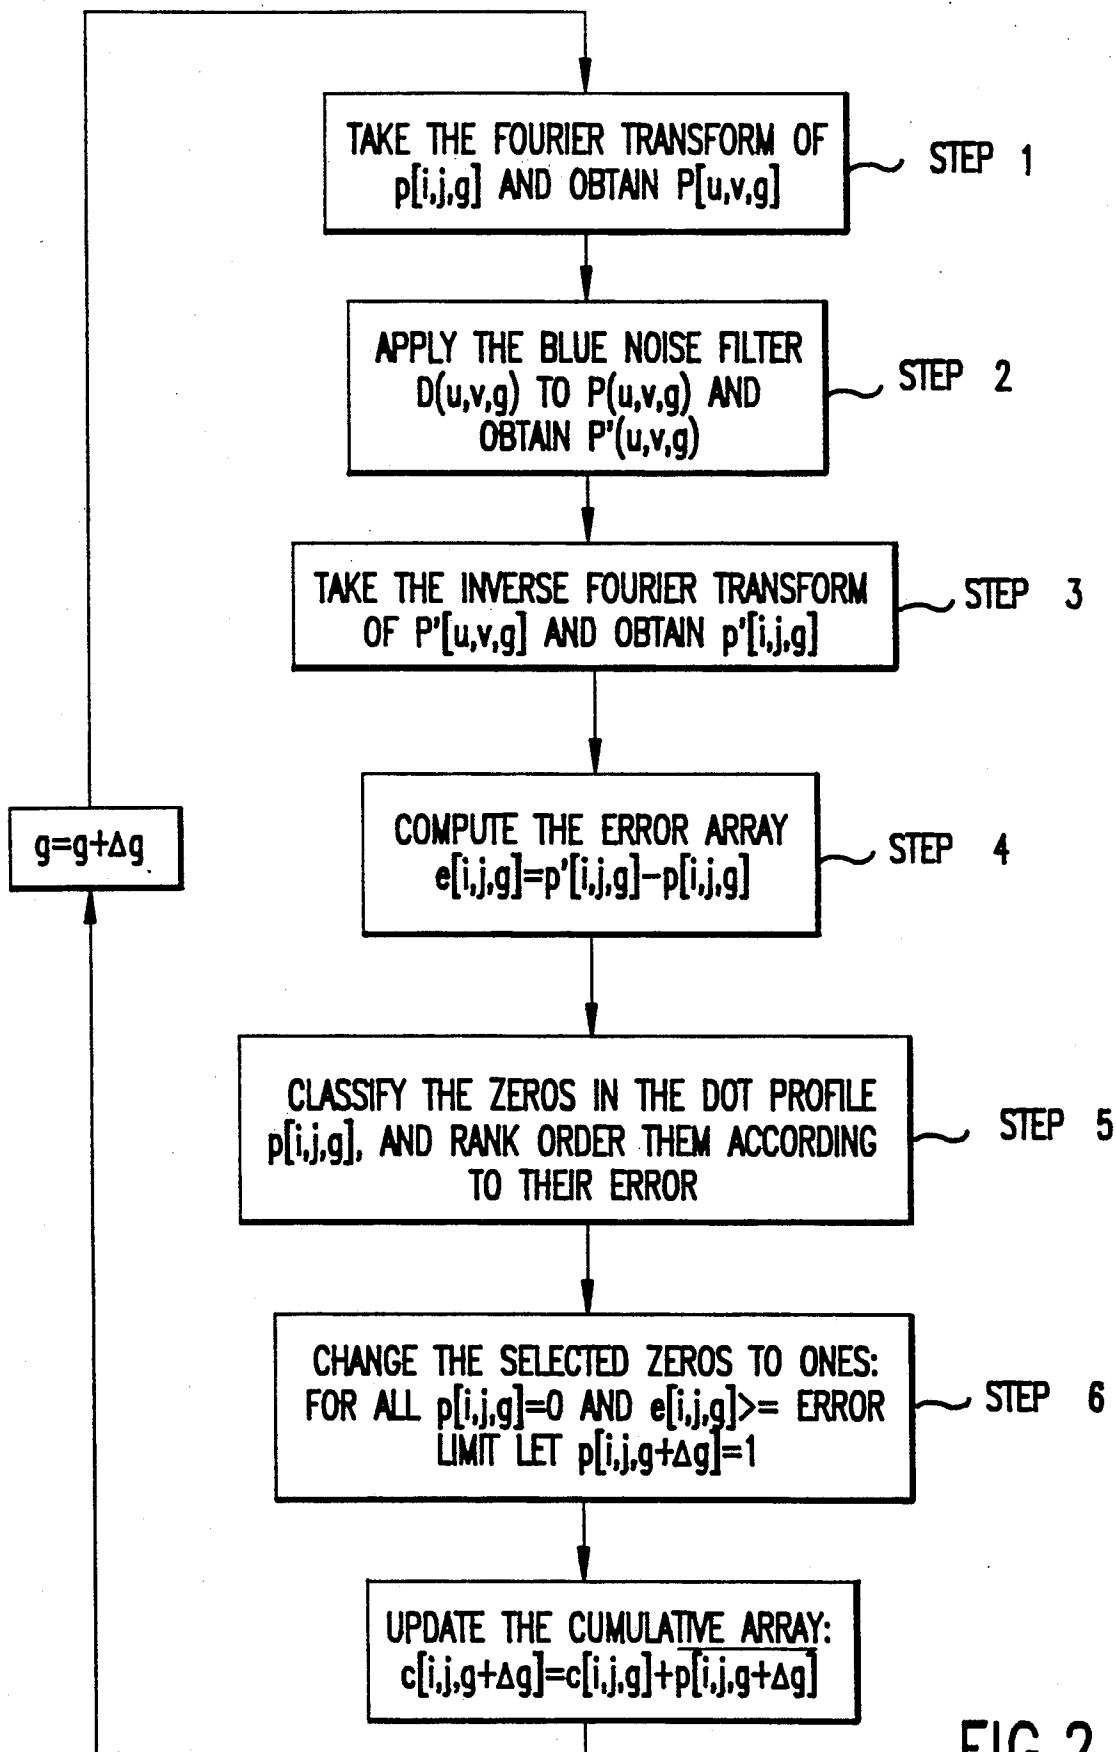 TAKE THE FOURIER TRANSFORM OF
p[i,j,g] AND OBTAIN P[u,v,g]
STEP 1
APPLY THE BLUE NOISE FILTER
D(u,v,g) TO P(u,v,g) AND
OBTAIN P'(u,v,g)
STEP 2
TAKE THE INVERSE FOURIER TRANSFORM
OF P'[u,v,g] AND OBTAIN p'[i,j,g]
STEP 3
g=g+Δg
COMPUTE THE ERROR ARRAY
e[i,j,g]=p'[i,j,g]-p[i,j,g]
STEP 4
CLASSIFY THE ZEROS IN THE DOT PROFILE
p[i,j,g], AND RANK ORDER THEM ACCORDING
TO THEIR ERROR
STEP 5
CHANGE THE SELECTED ZEROS TO ONES:
FOR ALL p[i,j,g]=0 AND e[i,j,g]>= ERROR
LIMIT LET p[i,j,g+Δg]=1
STEP 6
UPDATE THE CUMULATIVE ARRAY:
c[i,j,g+Δg]=c[i,j,g]+p[i,j,g+Δg]
FIG.2